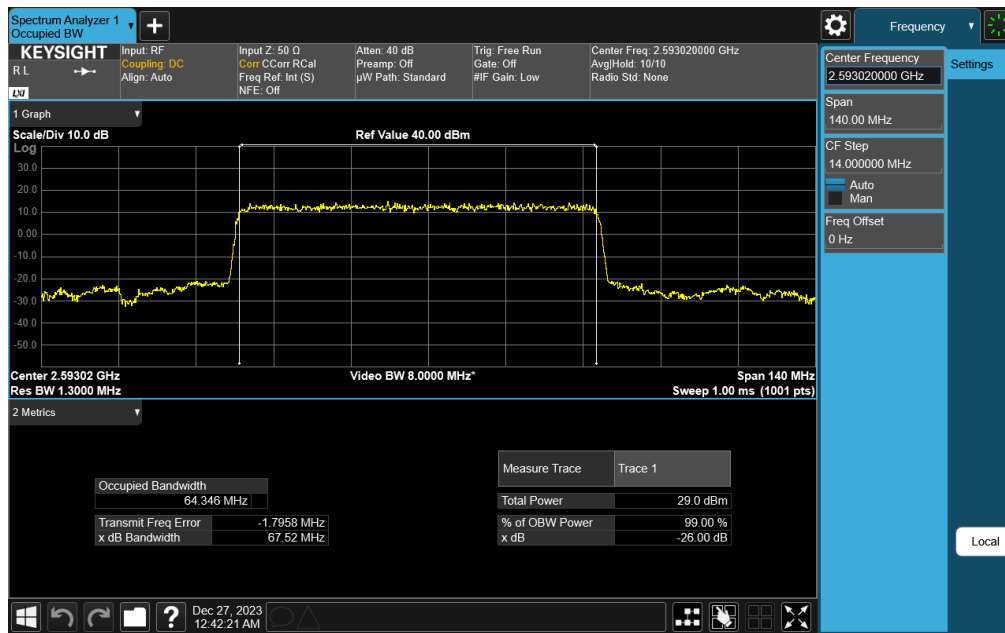 Spectrum Analyzer 1
Occupied BW
Frequency
KEYSIGHT
R L
LXI
Input: RF
Coupling: DC
Align: Auto
Input Z: 50 Ω
Corr CCorr RCal
Freq Ref: Int (S)
NFE: Off
Atten: 40 dB
Preamp: Off
µW Path: Standard
Trig: Free Run
Gate: Off
#IF Gain: Low
Center Freq: 2.593020000 GHz
Avg|Hold: 10/10
Radio Std: None
Center Frequency
2.593020000 GHz
Settings
Span
140.00 MHz
CF Step
14.000000 MHz
Auto
Man
Freq Offset
0 Hz
1 Graph
Scale/Div 10.0 dB
Ref Value 40.00 dBm
Log
30.0
20.0
10.0
0.00
-10.0
-20.0
-30.0
-40.0
-50.0
Center 2.59302 GHz
Video BW 8.0000 MHz*
Span 140 MHz
Res BW 1.3000 MHz
Sweep 1.00 ms (1001 pts)
2 Metrics
Occupied Bandwidth
64.346 MHz
Transmit Freq Error -1.7958 MHz
x dB Bandwidth 67.52 MHz
Measure Trace Trace 1
Total Power 29.0 dBm
% of OBW Power 99.00 %
x dB -26.00 dB
Local
?
Dec 27, 2023
12:42:21 AM